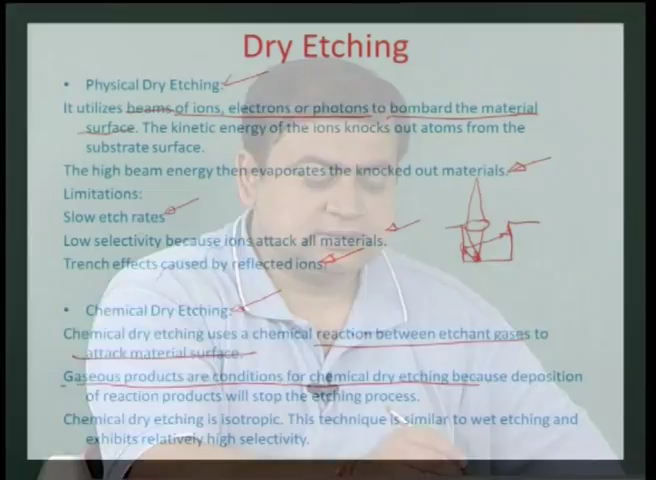 Dry Etching
• Physical Dry Etching:
It utilizes beams of ions, electrons or photons to bombard the material
surface. The kinetic energy of the ions knocks out atoms from the
substrate surface.
The high beam energy then evaporates the knocked out materials.
Limitations:
Slow etch rates
Low selectivity because ions attack all materials.
Trench effects caused by reflected ions.
• Chemical Dry Etching:
Chemical dry etching uses a chemical reaction between etchant gases to
attack material surface.
Gaseous products are conditions for chemical dry etching because deposition
of reaction products will stop the etching process.
Chemical dry etching is isotropic. This technique is similar to wet etching and
exhibits relatively high selectivity.